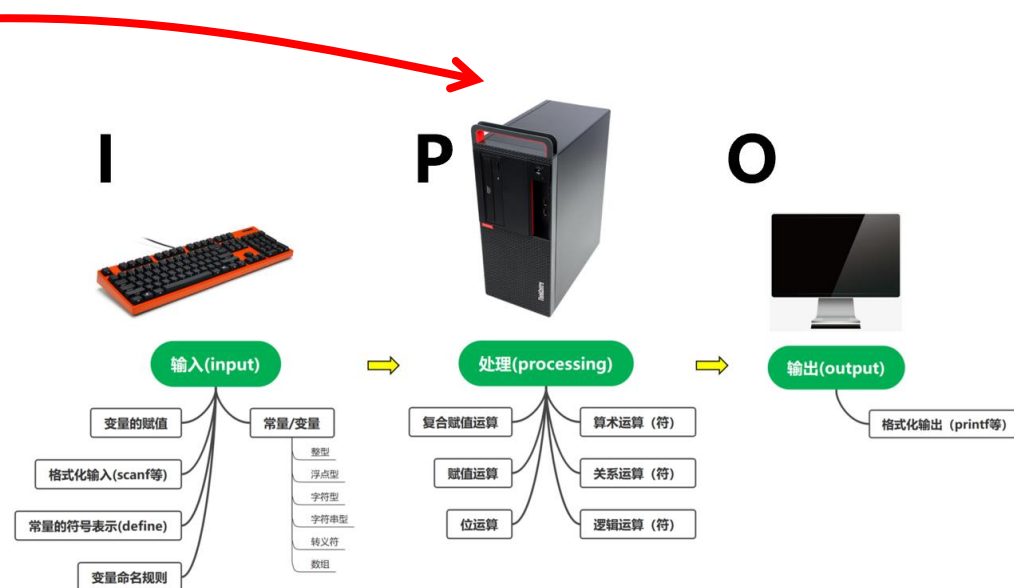 I
P
O
ThinkCentre
输入(input)
处理(processing)
输出(output)
变量的赋值
常量/变量
格式化输入(scanf等)
整型
浮点型
字符型
字符串型
转义符
数组
常量的符号表示(define)
变量命名规则
复合赋值运算
算术运算（符）
赋值运算
关系运算（符）
位运算
逻辑运算（符）
格式化输出（printf等）